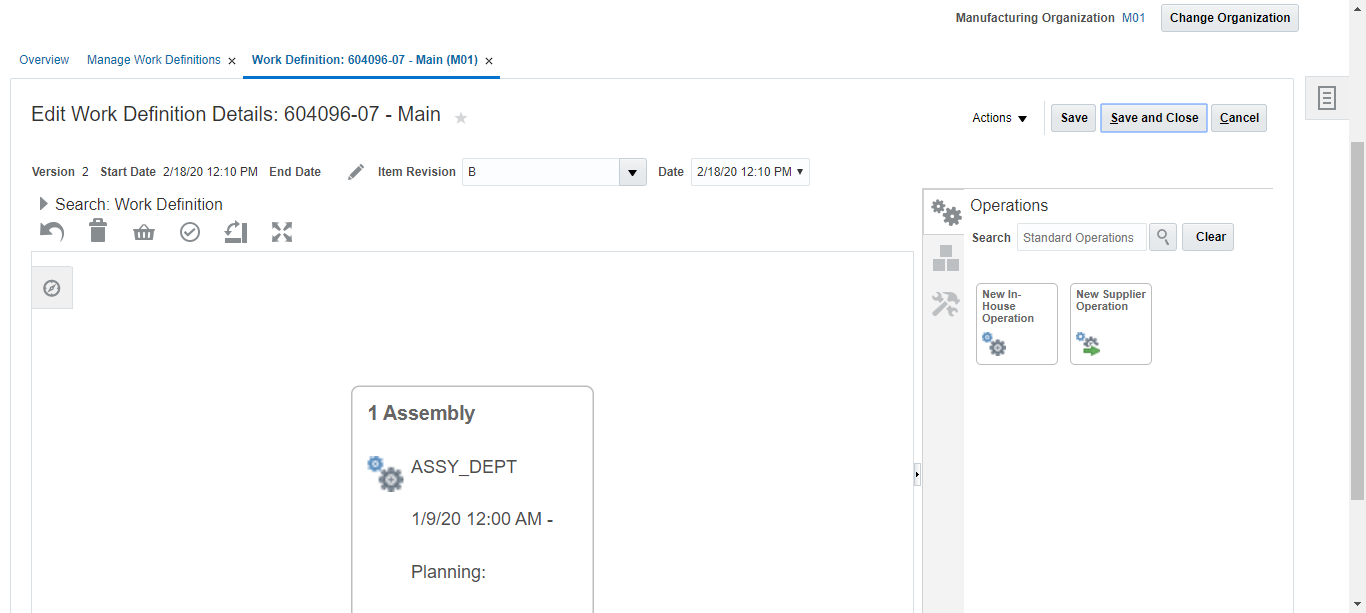 Manufacturing Organization M01 Change Organization
Overview Manage Work Definitions × Work Definition: 604096-07 - Main (M01) ×
Edit Work Definition Details: 604096-07 - Main
Actions Save Save and Close Cancel
Version 2 Start Date 2/18/20 12:10 PM End Date Item Revision B Date 2/18/20 12:10 PM
Search: Work Definition
Operations
Search Standard Operations Clear
New In-
House
Operation
New Supplier
Operation
1 Assembly
ASSY_DEPT
1/9/20 12:00 AM -
Planning: